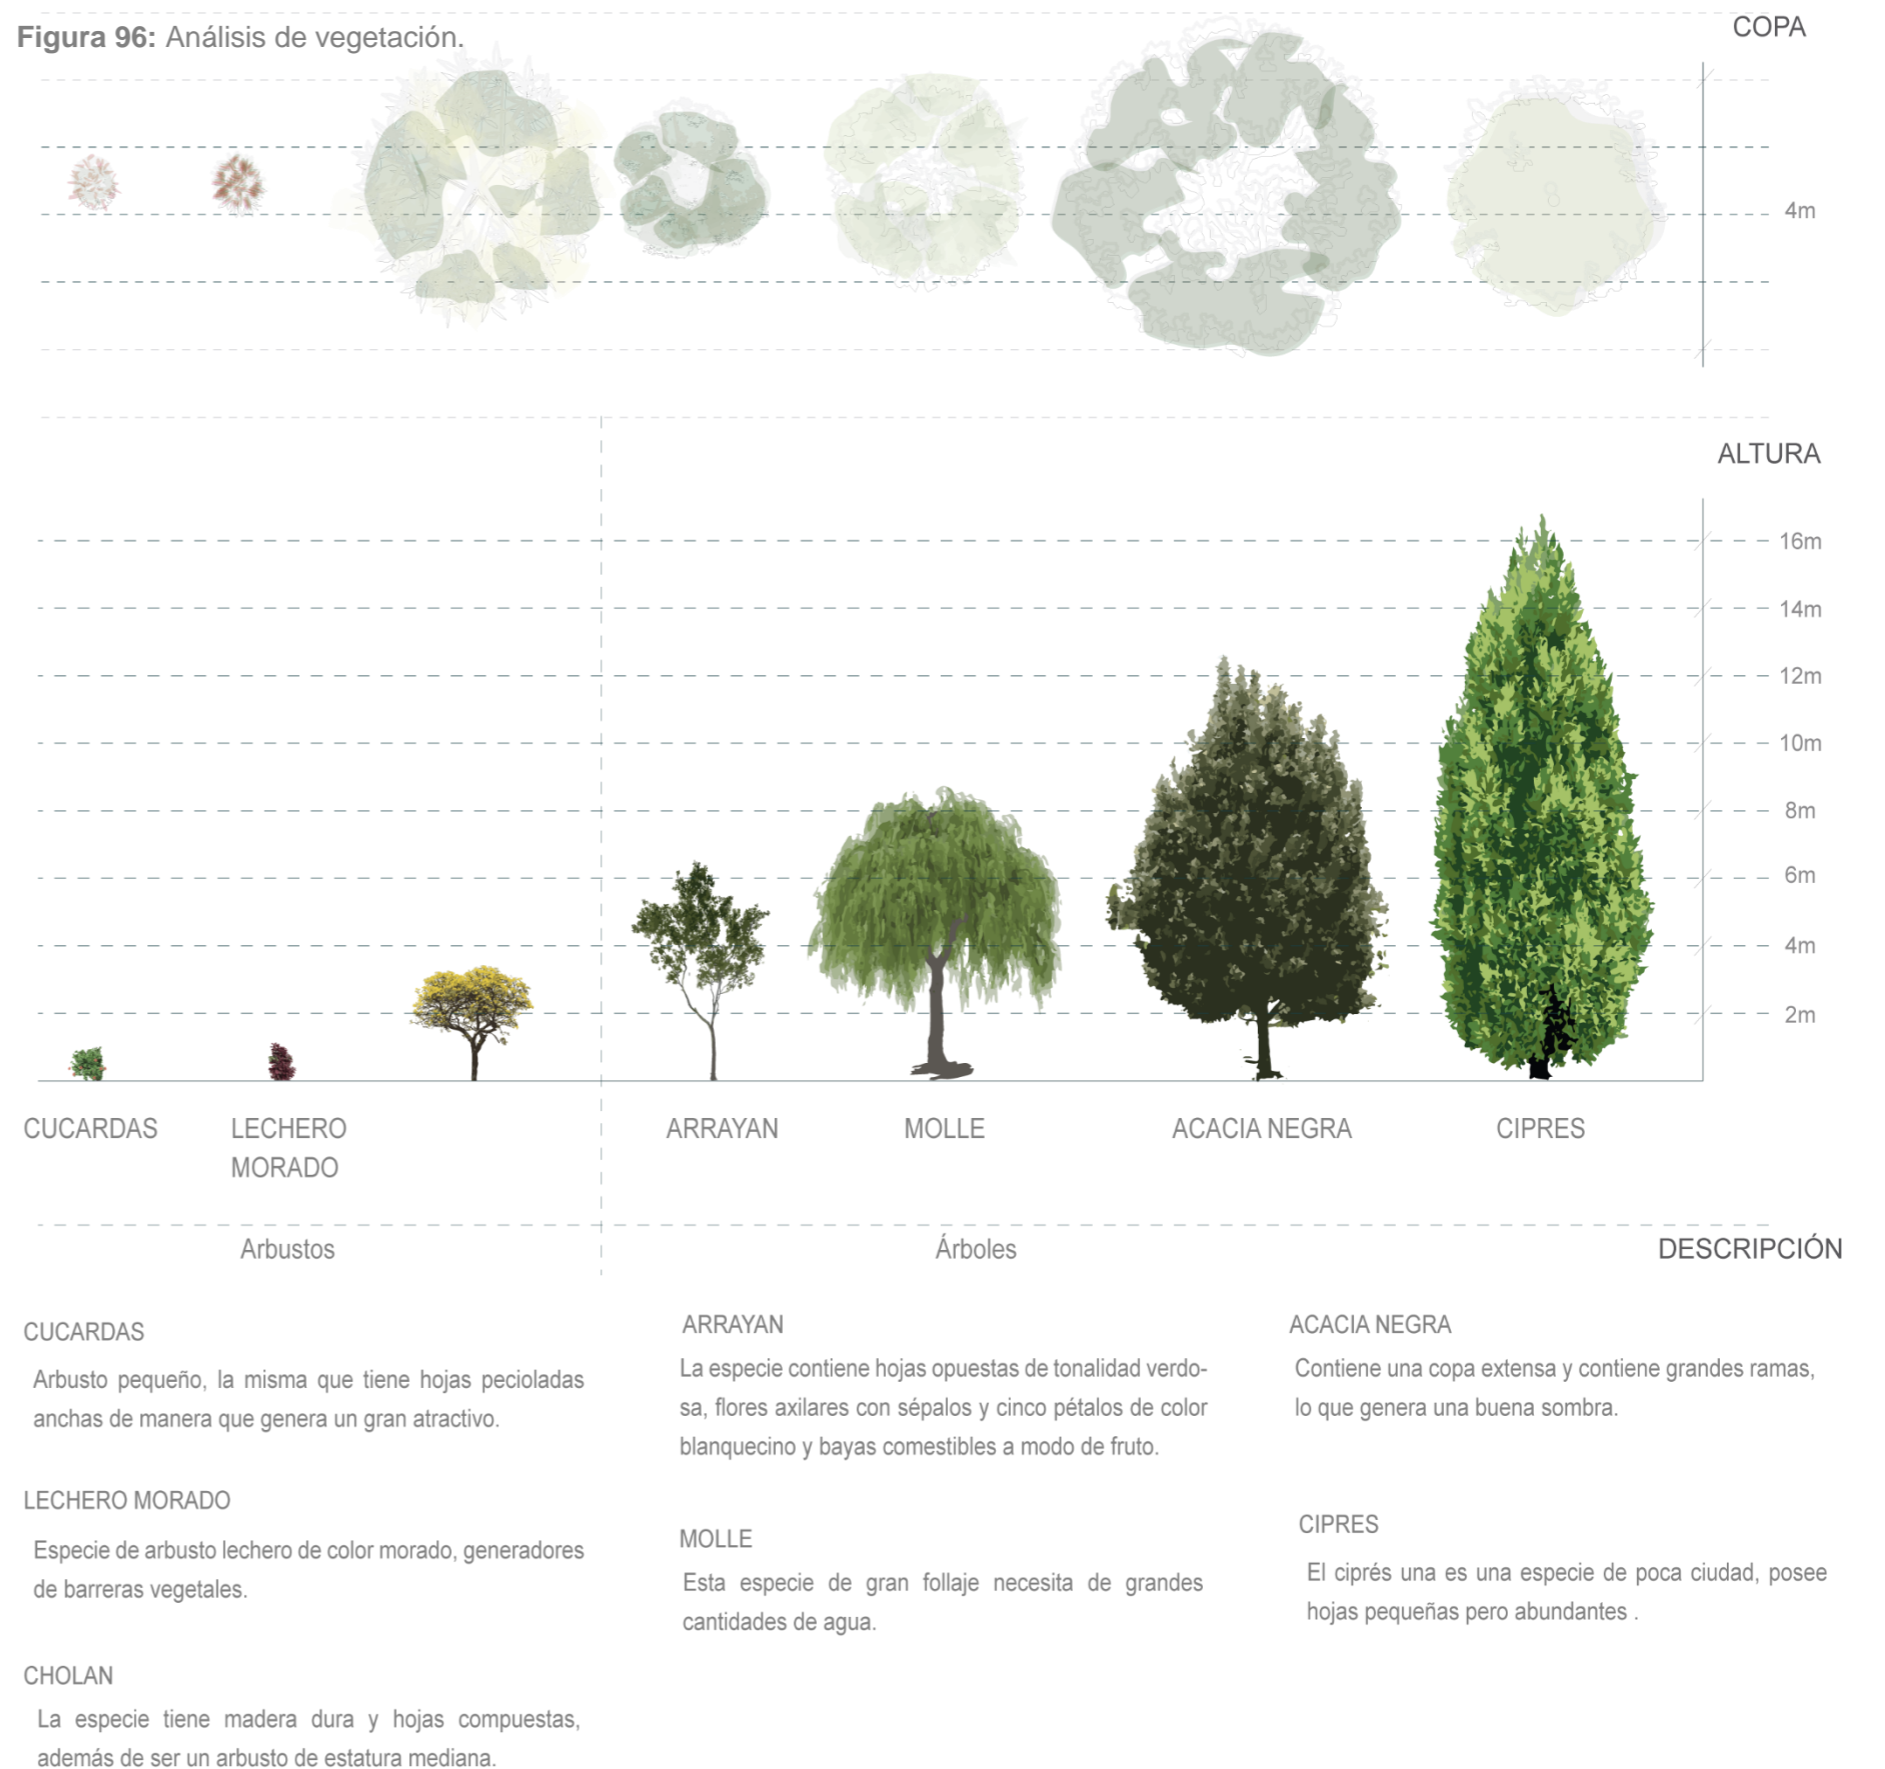 Figura 96: Análisis de vegetación.
COPA
4m
ALTURA
16m
14m
12m
10m
8m
6m
4m
2m
CUCARDAS
LECHERO
MORADO
ARRAYAN
MOLLE
ACACIA NEGRA
CIPRES
Arbustos
Árboles
DESCRIPCIÓN
CUCARDAS
Arbusto pequeño, la misma que tiene hojas pecioladas
anchas de manera que genera un gran atractivo.
LECHERO MORADO
Especie de arbusto lechero de color morado, generadores
de barreras vegetales.
CHOLAN
La especie tiene madera dura y hojas compuestas,
además de ser un arbusto de estatura mediana.
ARRAYAN
La especie contiene hojas opuestas de tonalidad verdo-
sa, flores axilares con sépalos y cinco pétalos de color
blanquecino y bayas comestibles a modo de fruto.
MOLLE
Esta especie de gran follaje necesita de grandes
cantidades de agua.
ACACIA NEGRA
Contiene una copa extensa y contiene grandes ramas,
lo que genera una buena sombra.
CIPRES
El ciprés una es una especie de poca ciudad, posee
hojas pequeñas pero abundantes .